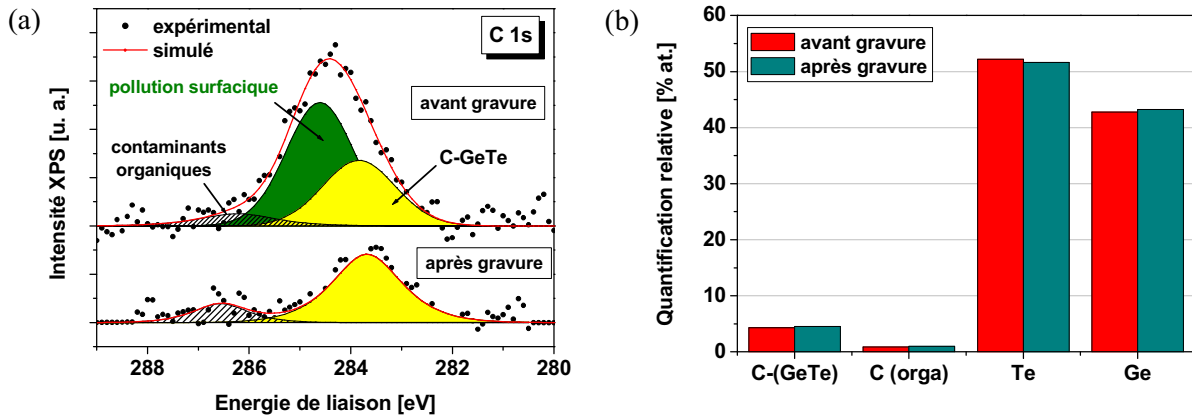 (a)
expérimental
simulé
C 1s
pollution surfacique
avant gravure
contaminants
organiques
C-GeTe
après gravure
Intensité XPS [u. a.]
288
286
284
282
280
Energie de liaison [eV]
(b)
60
50
40
30
20
10
0
avant gravure
après gravure
Quantification relative [% at.]
C-(GeTe)
C (orga)
Te
Ge